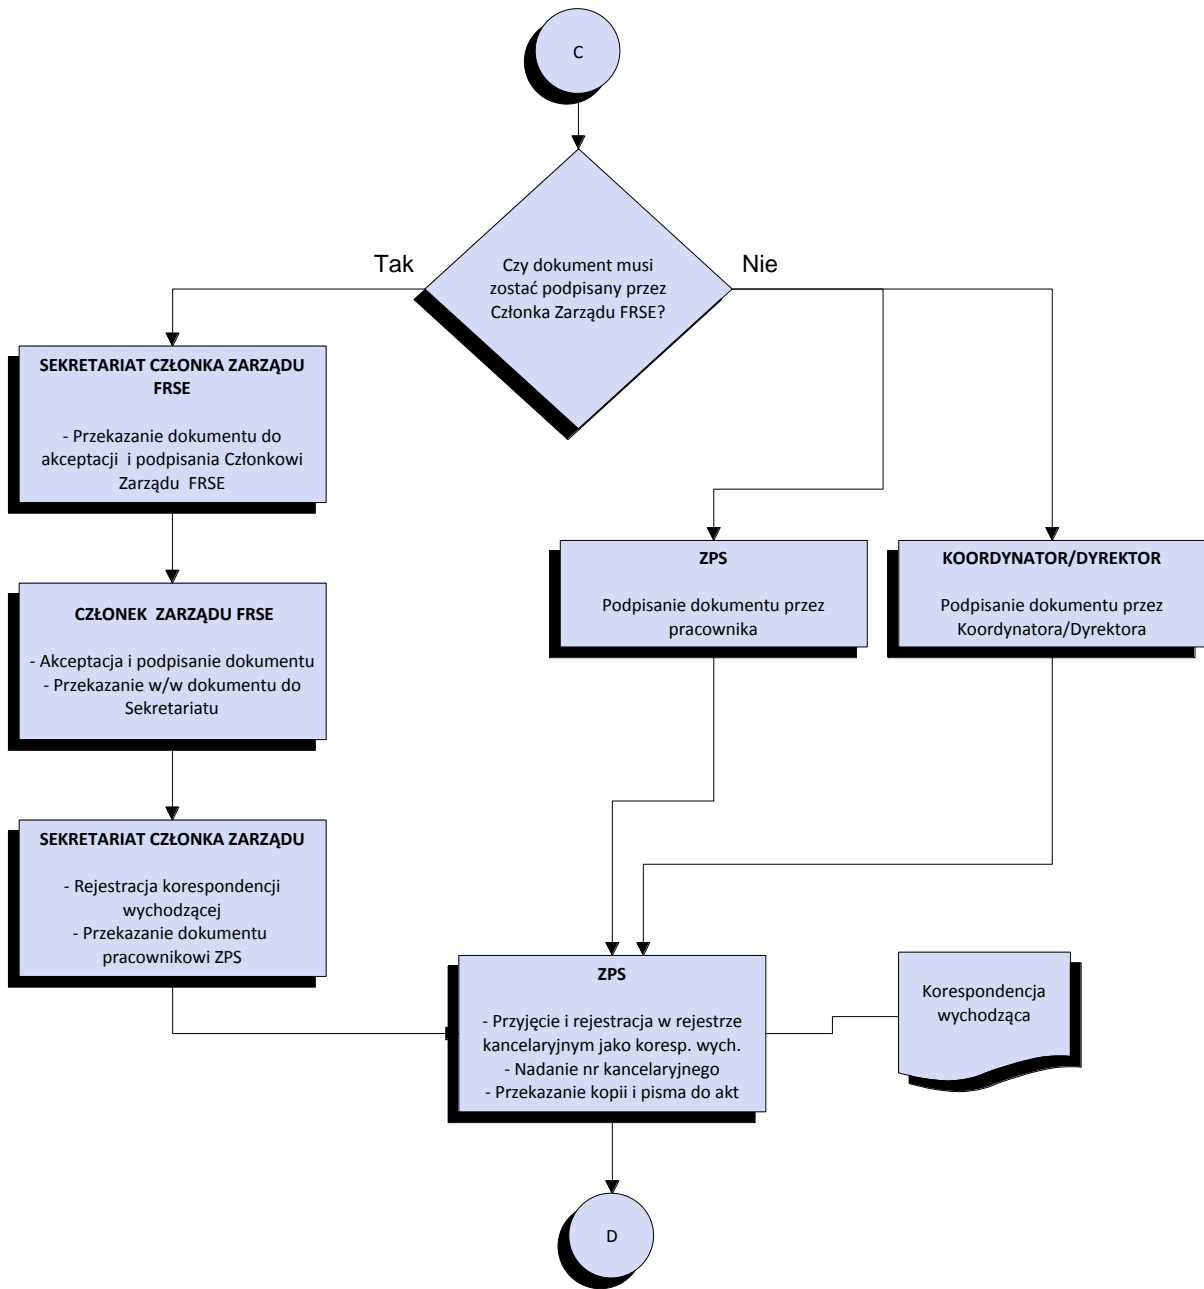 C
Tak
Czy dokument musi
zostać podpisany przez
Członka Zarządu FRSE?
Nie
SEKRETARIAT CZŁONKA ZARZĄDU
FRSE
- Przekazanie dokumentu do
akceptacji i podpisania Członkowi
Zarządu FRSE
CZŁONEK ZARZĄDU FRSE
- Akceptacja i podpisanie dokumentu
- Przekazanie w/w dokumentu do
Sekretariatu
SEKRETARIAT CZŁONKA ZARZĄDU
- Rejestracja korespondencji
wychodzącej
- Przekazanie dokumentu
pracownikowi ZPS
ZPS
Podpisanie dokumentu przez
pracownika
KOORDYNATOR/DYREKTOR
Podpisanie dokumentu przez
Koordynatora/Dyrektora
ZPS
- Przyjęcie i rejestracja w rejestrze
kancelaryjnym jako koresp. wych.
- Nadanie nr kancelaryjnego
- Przekazanie kopii i pisma do akt
Korespondencja
wychodząca
D